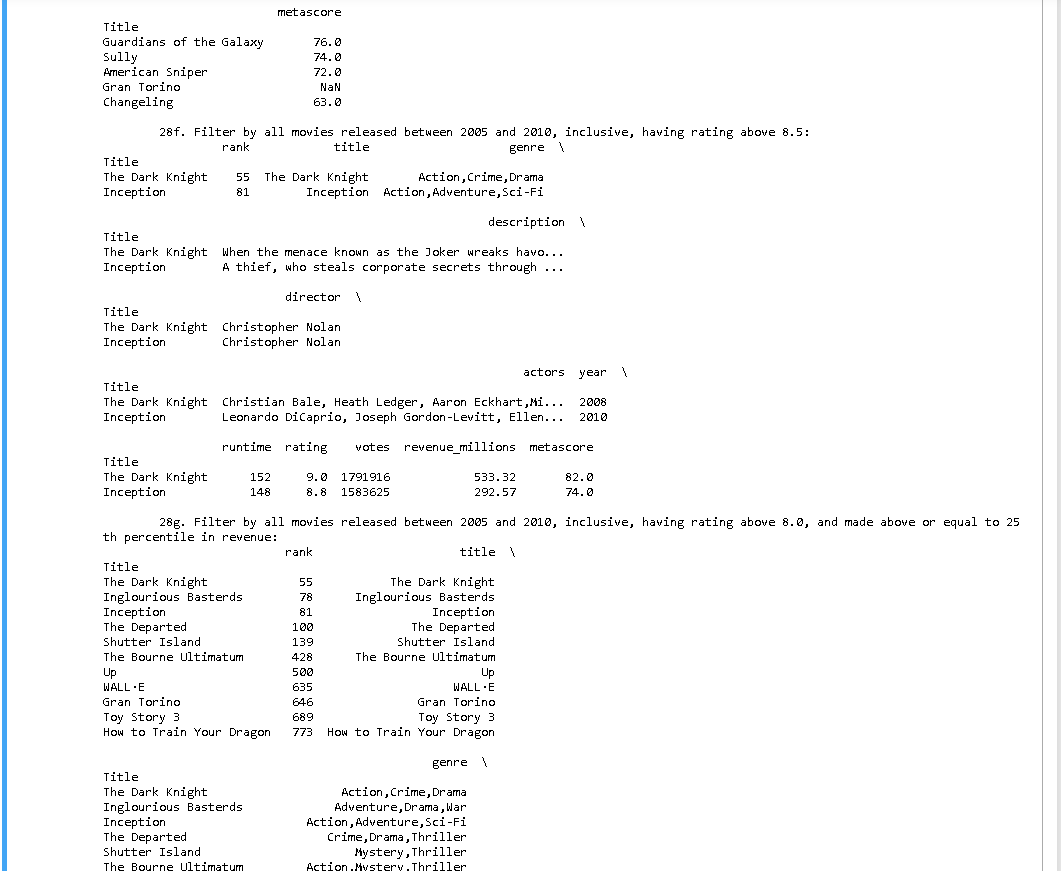 metascore
Title
Guardians of the Galaxy 76.0
Sully 74.0
American Sniper 72.0
Gran Torino NaN
Changeling 63.0
28f. Filter by all movies released between 2005 and 2010, inclusive, having rating above 8.5:
rank title genre \
Title
The Dark Knight 55 The Dark Knight Action,Crime,Drama
Inception 81 Inception Action,Adventure,Sci-Fi
description \
Title
The Dark Knight When the menace known as the Joker wreaks havo...
Inception A thief, who steals corporate secrets through ...
director \
Title
The Dark Knight Christopher Nolan
Inception Christopher Nolan
actors year \
Title
The Dark Knight Christian Bale, Heath Ledger, Aaron Eckhart,Mi... 2008
Inception Leonardo DiCaprio, Joseph Gordon-Levitt, Ellen... 2010
runtime rating votes revenue_millions metascore
Title
The Dark Knight 152 9.0 1791916 533.32 82.0
Inception 148 8.8 1583625 292.57 74.0
28g. Filter by all movies released between 2005 and 2010, inclusive, having rating above 8.0, and made above or equal to 25
th percentile in revenue:
rank title \
Title
The Dark Knight 55 The Dark Knight
Inglourious Basterds 78 Inglourious Basterds
Inception 81 Inception
The Departed 100 The Departed
Shutter Island 139 Shutter Island
The Bourne Ultimatum 428 The Bourne Ultimatum
Up 500 Up
WALL·E 635 WALL·E
Gran Torino 646 Gran Torino
Toy Story 3 689 Toy Story 3
How to Train Your Dragon 773 How to Train Your Dragon
genre \
Title
The Dark Knight Action,Crime,Drama
Inglourious Basterds Adventure,Drama,War
Inception Action,Adventure,Sci-Fi
The Departed Crime,Drama,Thriller
Shutter Island Mystery,Thriller
The Bourne Ultimatum Action,Mystery,Thriller